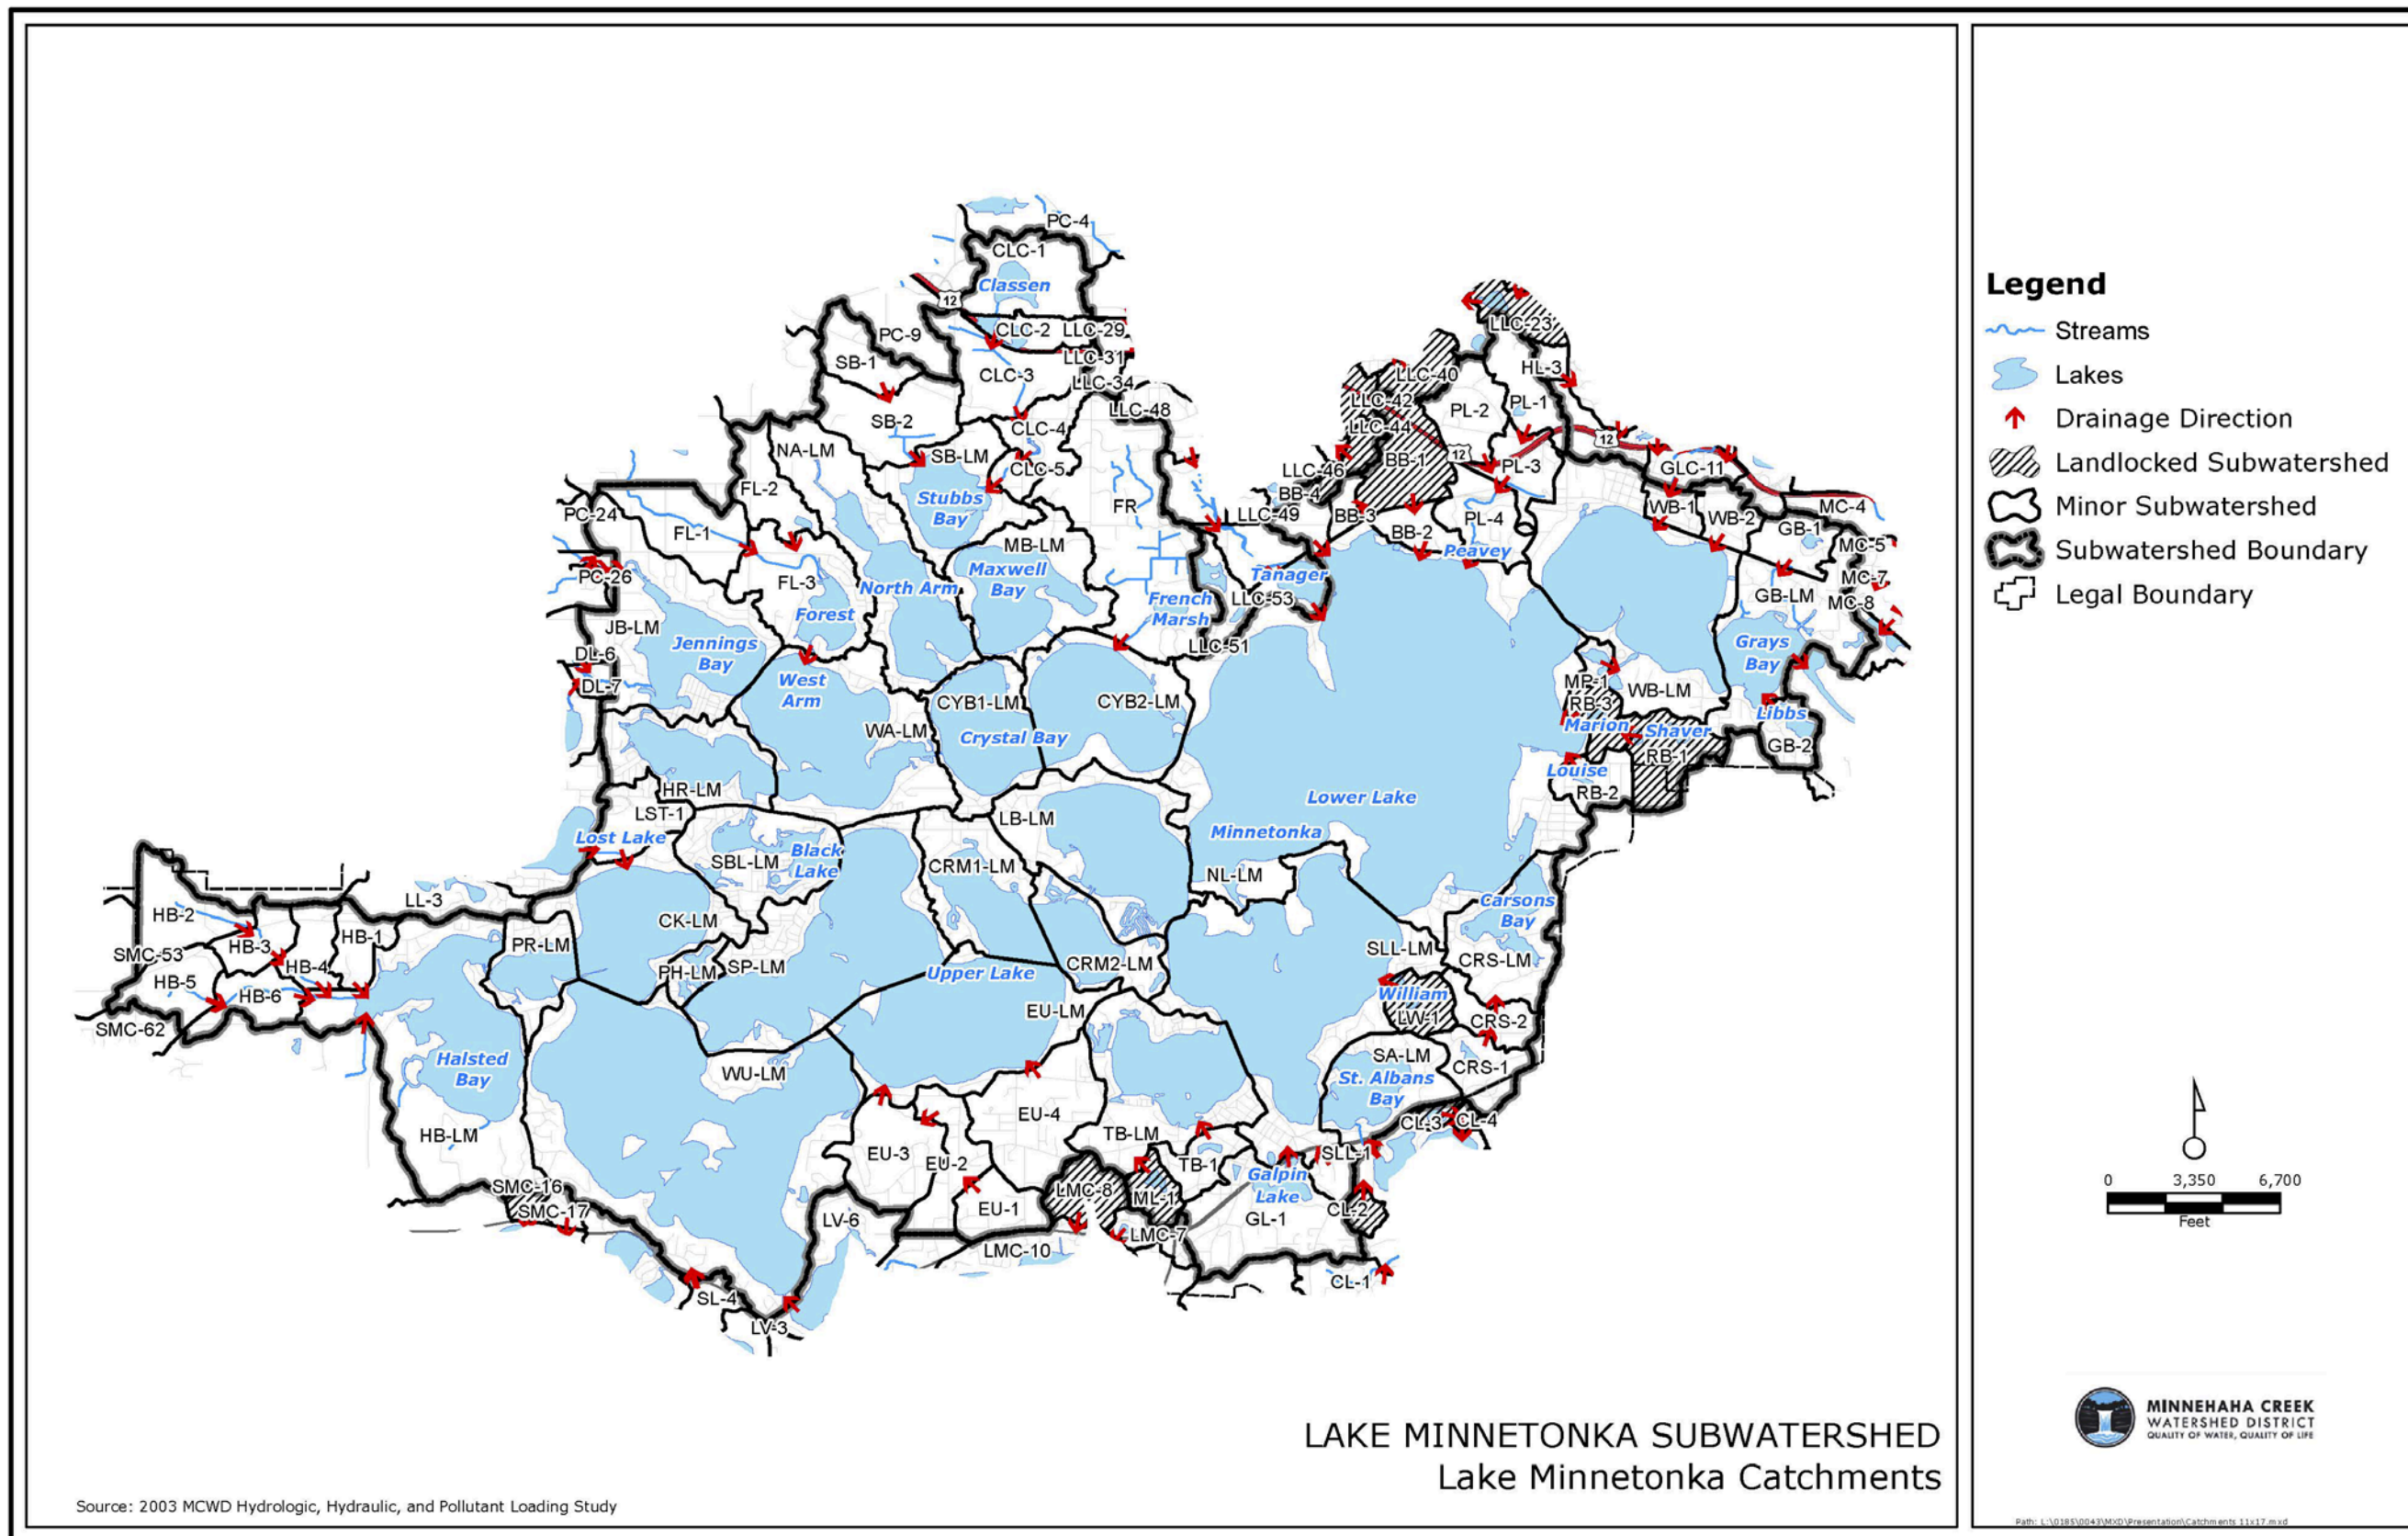 PC-4
CLC-1
Classen
12
CLC-2
LLC-29
PC-9
LLC-31
SB-1
CLC-3
LLC-34
LLC-23
HL-3
LLC-40
LLC-42
LLC-48
PL-2
PL-1
SB-2
CLC-4
LLC-44
12
12
NA-LM
SB-LM
CLC-5
LLC-46
BB-1
PL-3
GLC-11
FL-2
Stubbs
Bay
FR
BB-4
LLC-49
BB-3
PL-4
WB-1
WB-2
MC-4
PC-24
FL-1
BB-2
GB-1
MB-LM
Peavey
MC-5
PC-26
FL-3
North Arm
Maxwell
Bay
Tanager
MC-7
Forest
French
Marsh
LLC-53
GB-LM
MC-8
JB-LM
Jennings
Bay
LLC-51
Grays
Bay
DL-6
DL-7
West
Arm
CYB1-LM
CYB2-LM
MP-1
WB-LM
RB-3
WA-LM
Crystal Bay
Marion
Shaver
Libbs
GB-2
RB-1
Louise
RB-2
HR-LM
Lower Lake
LST-1
LB-LM
Lost Lake
Minnetonka
SBL-LM
Black
Lake
CRM1-LM
NL-LM
LL-3
Carsons
Bay
HB-2
CK-LM
HB-3
HB-1
PR-LM
SMC-53
HB-4
PH-LM
SP-LM
Upper Lake
CRM2-LM
SLL-LM
CRS-LM
HB-5
HB-6
William
LW-1
EU-LM
CRS-2
SMC-62
Halsted
Bay
WU-LM
SA-LM
CRS-1
St. Albans
Bay
HB-LM
EU-4
CL-3
CL-4
TB-LM
EU-3
EU-2
TB-1
SLL-1
Galpin
Lake
SMC-16
LMC-8
ML-1
SMC-17
EU-1
CL-2
LV-6
GL-1
LMC-7
LMC-10
CL-1
SL-4
LV-3
LAKE MINNETONKA SUBWATERSHED
Lake Minnetonka Catchments
Source: 2003 MCWD Hydrologic, Hydraulic, and Pollutant Loading Study
Legend
Streams
Lakes
Drainage Direction
Landlocked Subwatershed
Minor Subwatershed
Subwatershed Boundary
Legal Boundary
0 3,350 6,700
Feet
MINNEHAHA CREEK
WATERSHED DISTRICT
QUALITY OF WATER, QUALITY OF LIFE
Path: L:\0185\0043\MXD\Presentation\Catchments 11x17.mxd